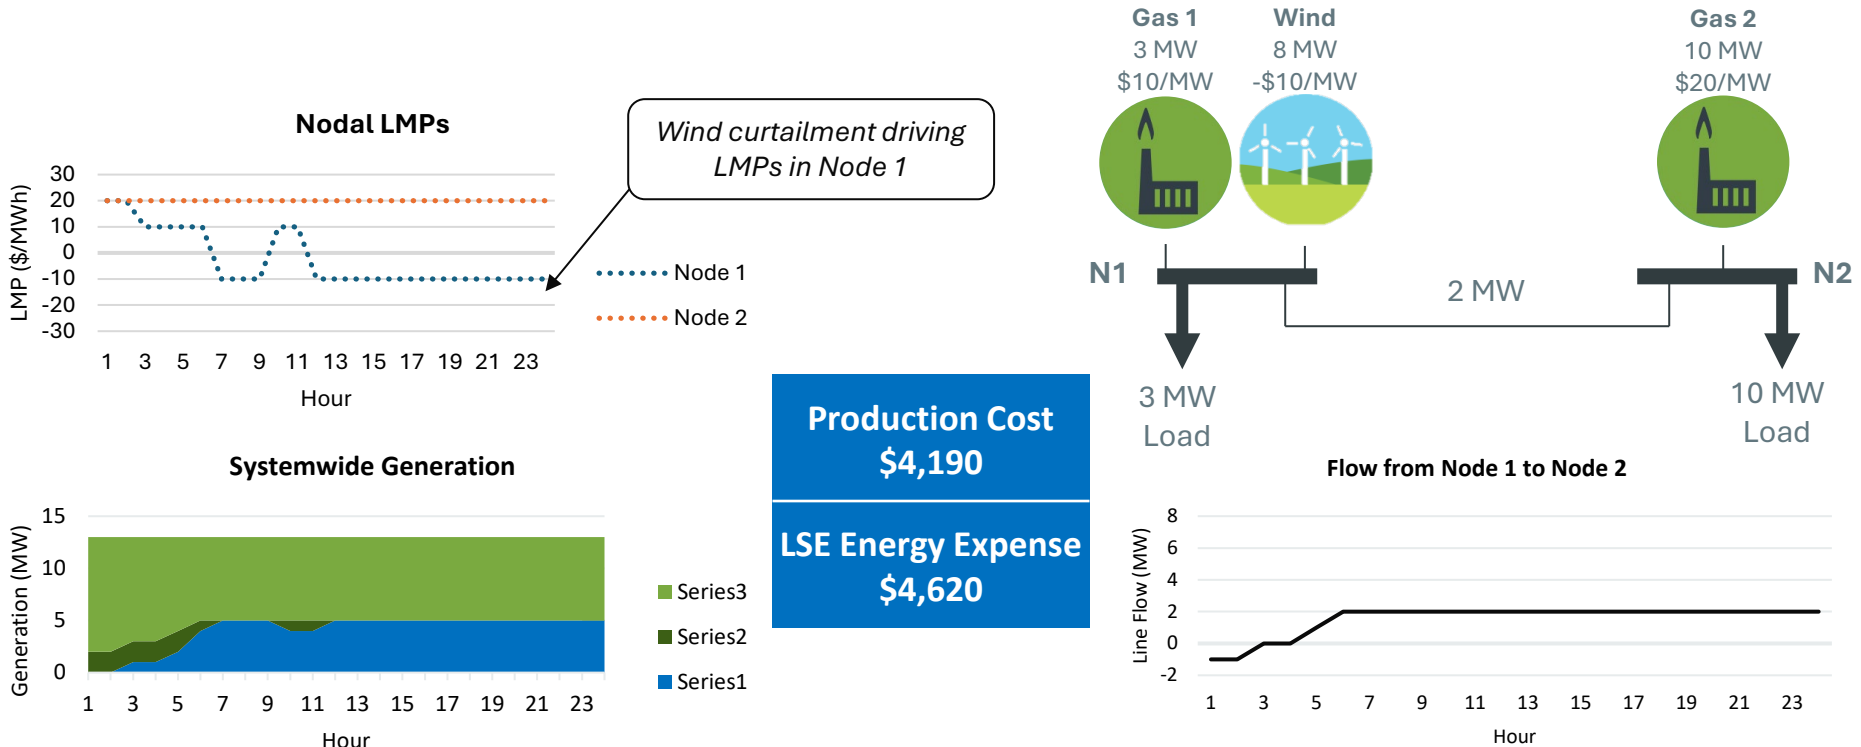 Nodal LMPs
LMP ($/MWh)
30
20
10
0
-10
-20
-30
1 3 5 7 9 11 13 15 17 19 21 23
Hour
Node 1
Node 2
Wind curtailment driving
LMPs in Node 1
Gas 1
3 MW
$10/MW
Wind
8 MW
-$10/MW
Gas 2
10 MW
$20/MW
N1
2 MW
N2
3 MW
Load
10 MW
Load
Production Cost
$4,190
LSE Energy Expense
$4,620
Systemwide Generation
Generation (MW)
15
10
5
0
1 3 5 7 9 11 13 15 17 19 21 23
Hour
Series3
Series2
Series1
Flow from Node 1 to Node 2
Line Flow (MW)
8
6
4
2
0
-2
1 3 5 7 9 11 13 15 17 19 21 23
Hour